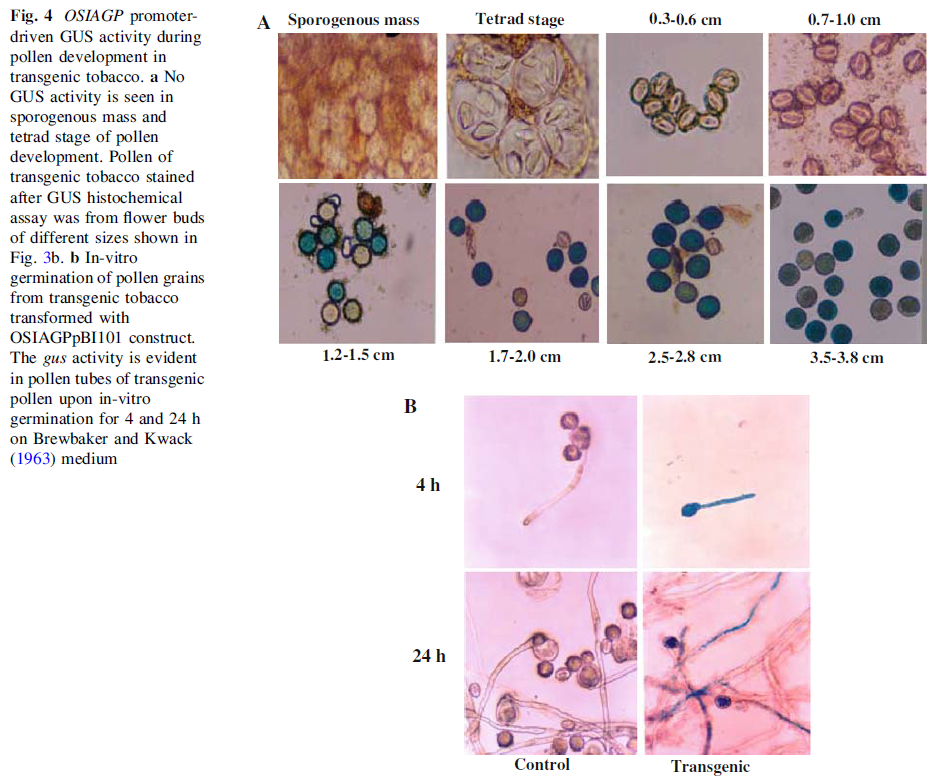 Fig. 4 OSIAGP promoter-
driven GUS activity during
pollen development in
transgenic tobacco. a No
GUS activity is seen in
sporogenous mass and
tetrad stage of pollen
development. Pollen of
transgenic tobacco stained
after GUS histochemical
assay was from flower buds
of different sizes shown in
Fig. 3b. b In-vitro
germination of pollen grains
from transgenic tobacco
transformed with
OSIAGPpBI101 construct.
The gus activity is evident
in pollen tubes of transgenic
pollen upon in-vitro
germination for 4 and 24 h
on Brewbaker and Kwack
(1963) medium
A
Sporogenous mass
Tetrad stage
0.3-0.6 cm
0.7-1.0 cm
1.2-1.5 cm
1.7-2.0 cm
2.5-2.8 cm
3.5-3.8 cm
B
4 h
24 h
Control
Transgenic